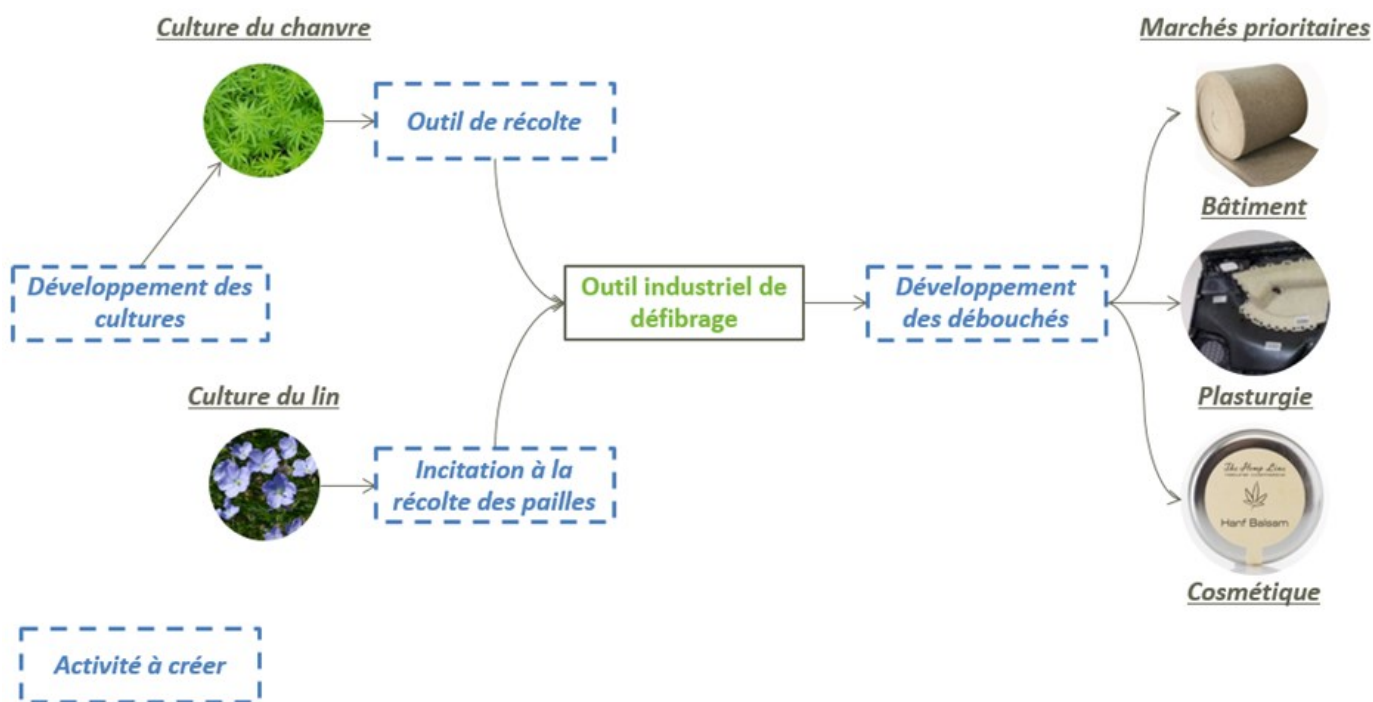 Culture du chanvre
Marchés prioritaires
Outil de récolte
Bâtiment
Développement des
cultures
Outil industriel de
défibrage
Développement
des débouchés
Culture du lin
Plasturgie
Incitation à la
récolte des pailles
The Hemp Line
Hanf Balsam
Cosmétique
Activité à créer